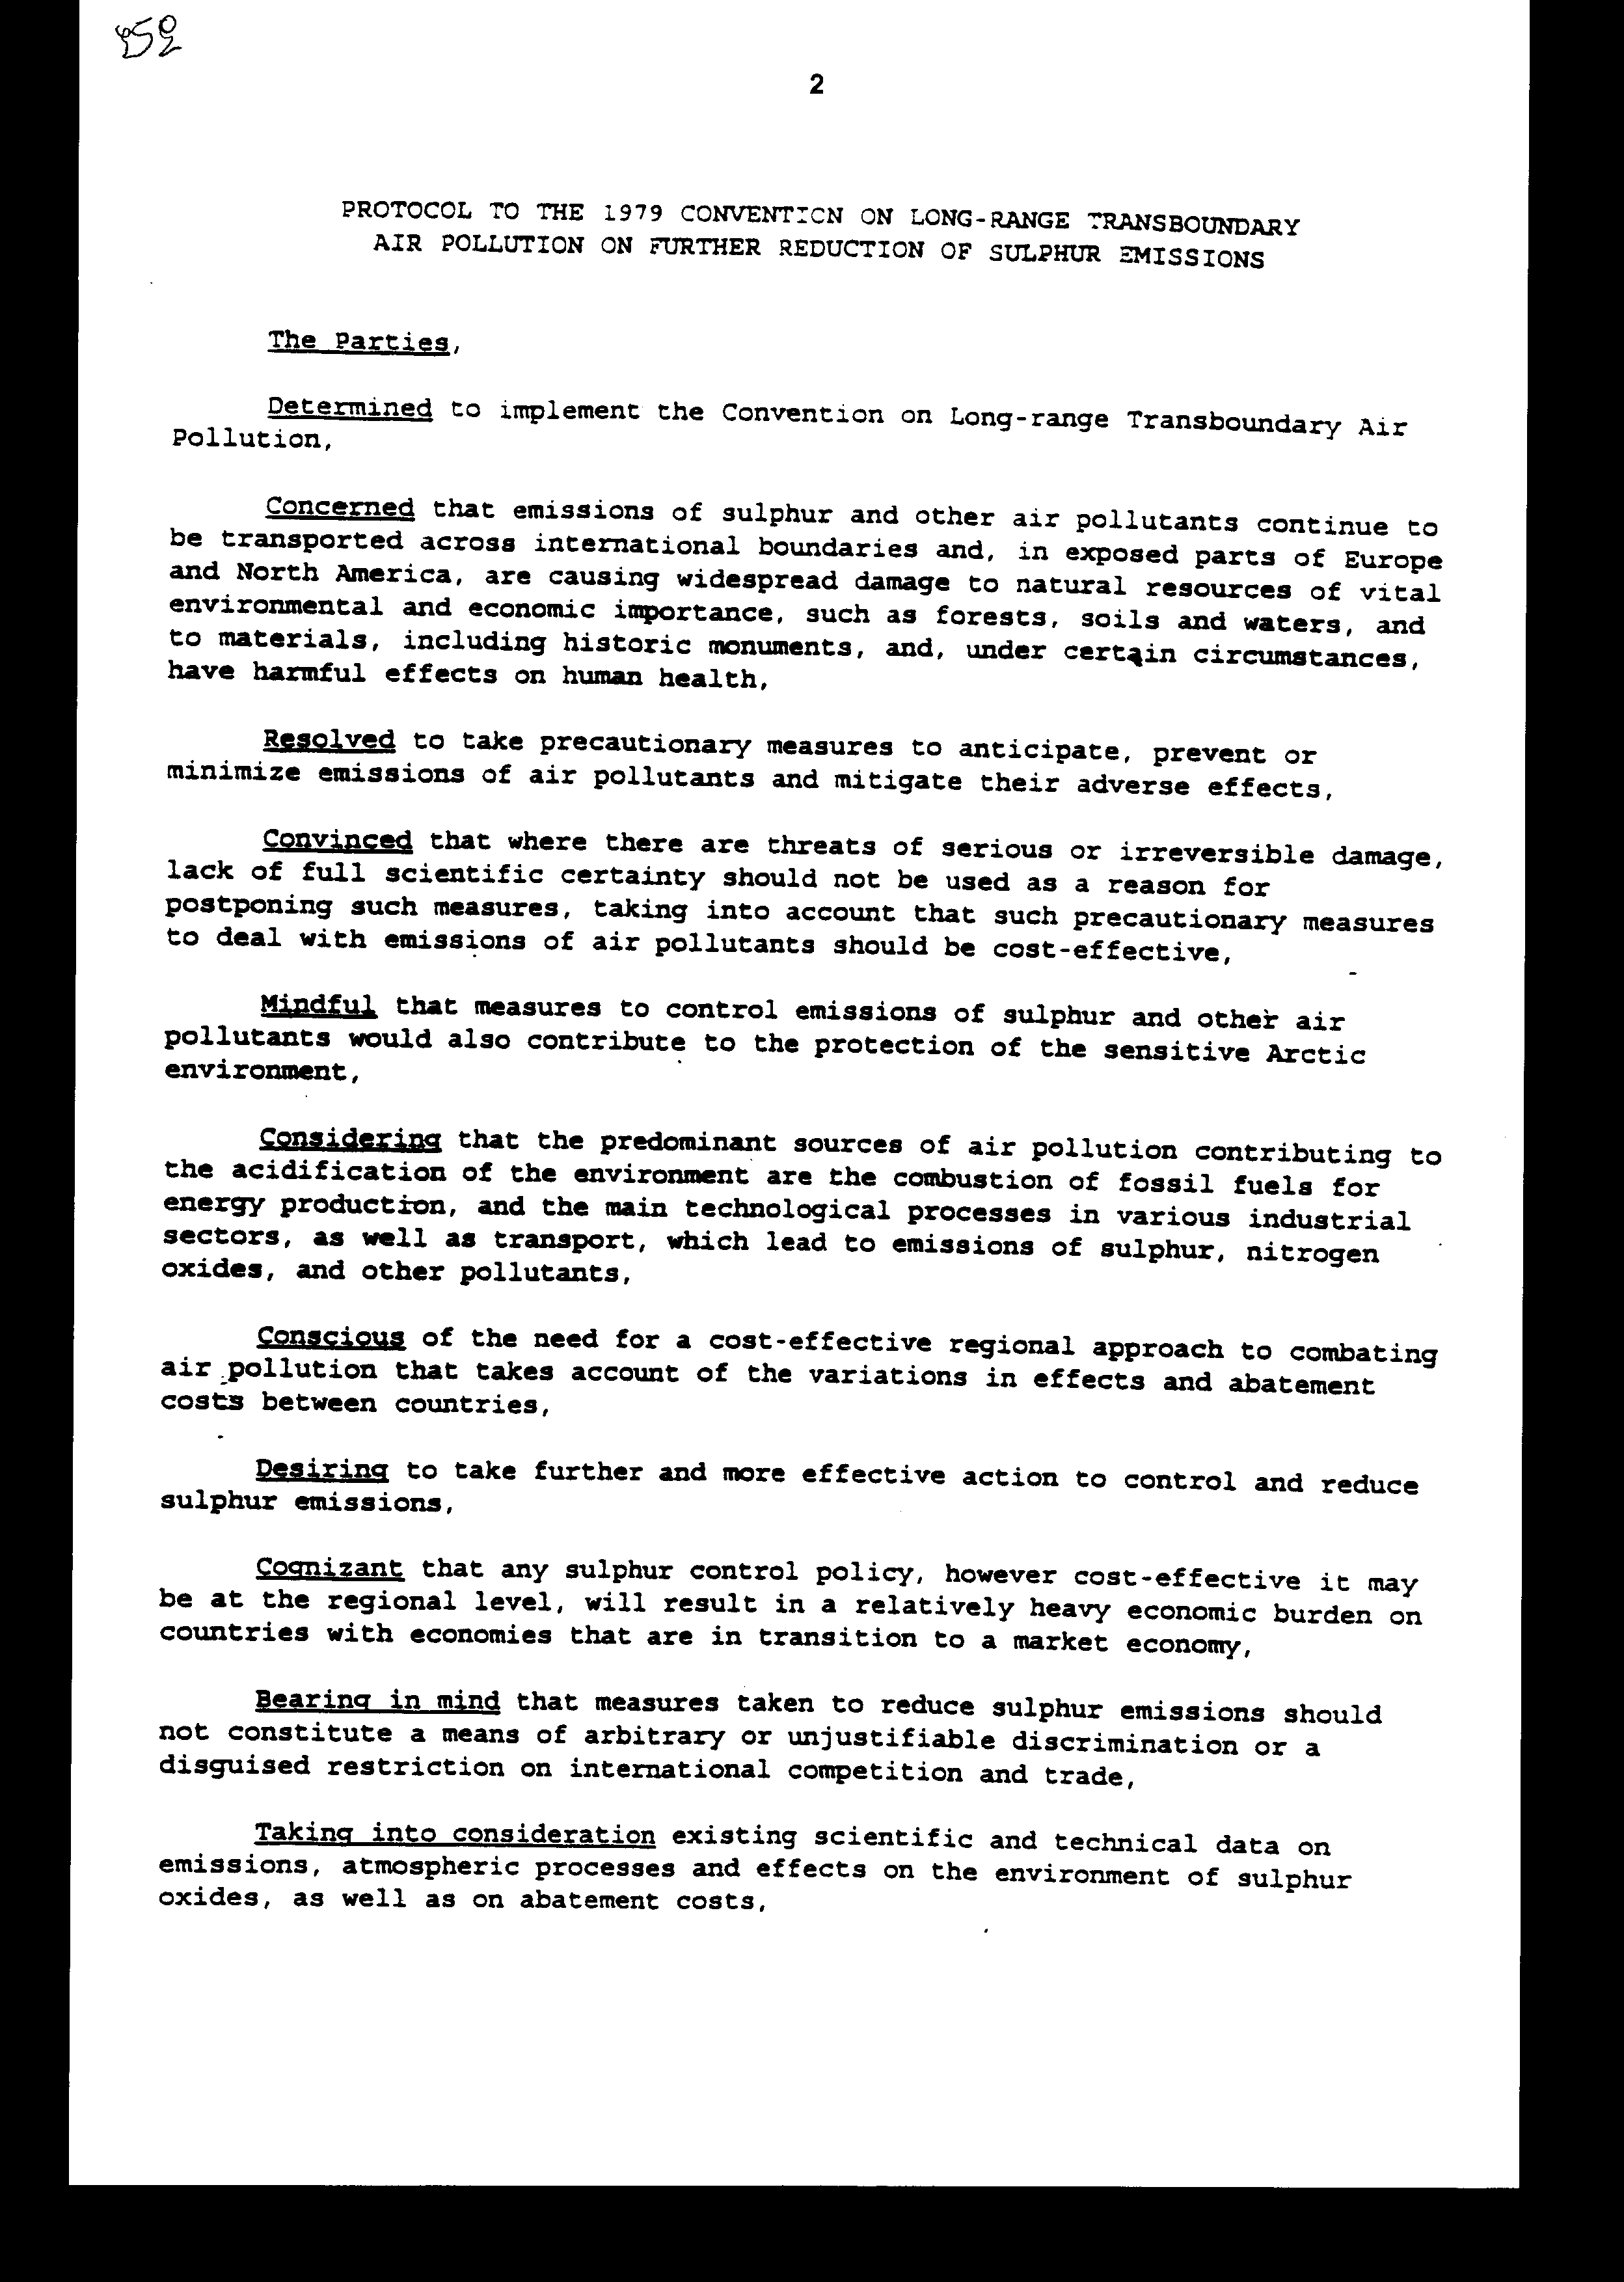 2
PROTOCOL TO THE 1979 CONVENTION ON LONG-RANGE TRANSBOUNDARY
AIR POLLUTION ON FURTHER REDUCTION OF SULPHUR EMISSIONS
The Parties,
Determined to implement the Convention on Long-range Transboundary Air
Pollution,
Concerned that emissions of sulphur and other air pollutants continue to
be transported across international boundaries and, in exposed parts of Europe
and North America, are causing widespread damage to natural resources of vital
environmental and economic importance, such as forests, soils and waters, and
to materials, including historic monuments, and, under certain circumstances,
have harmful effects on human health,
Resolved to take precautionary measures to anticipate, prevent or
minimize emissions of air pollutants and mitigate their adverse effects,
Convinced that where there are threats of serious or irreversible damage,
lack of full scientific certainty should not be used as a reason for
postponing such measures, taking into account that such precautionary measures
to deal with emissions of air pollutants should be cost-effective,
Mindful that measures to control emissions of sulphur and other air
pollutants would also contribute to the protection of the sensitive Arctic
environment,
Considering that the predominant sources of air pollution contributing to
the acidification of the environment are the combustion of fossil fuels for
energy production, and the main technological processes in various industrial
sectors, as well as transport, which lead to emissions of sulphur, nitrogen
oxides, and other pollutants,
Conscious of the need for a cost-effective regional approach to combating
air pollution that takes account of the variations in effects and abatement
costs between countries,
Desiring to take further and more effective action to control and reduce
sulphur emissions,
Cognizant that any sulphur control policy, however cost-effective it may
be at the regional level, will result in a relatively heavy economic burden on
countries with economies that are in transition to a market economy,
Bearing in mind that measures taken to reduce sulphur emissions should
not constitute a means of arbitrary or unjustifiable discrimination or a
disguised restriction on international competition and trade,
Taking into consideration existing scientific and technical data on
emissions, atmospheric processes and effects on the environment of sulphur
oxides, as well as on abatement costs,